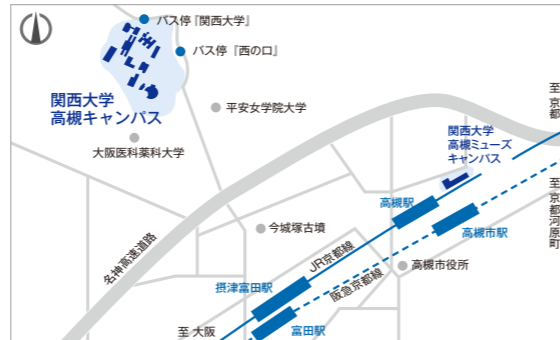 バス停『関西大学』
バス停 『西の口』
関西大学
高槻キャンパス
平安女学院大学
大阪医科薬科大学
至 京都
関西大学
高槻ミューズ
キャンパス
高槻駅
至 京都河原町
高槻市駅
今城塚古墳
名神高速道路
JR京都線
高槻市役所
摂津富田駅
阪急京都線
至 大阪
富田駅